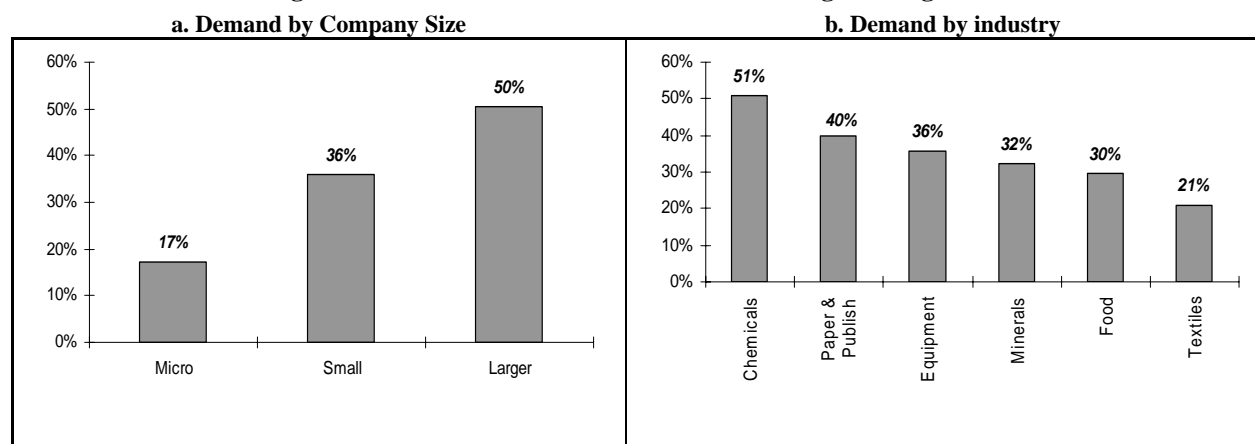 a. Demand by Company Size
60%
50%
40%
30%
20%
10%
0%
17%
36%
50%
Micro
Small
Larger
b. Demand by industry
60%
50%
40%
30%
20%
10%
0%
51%
40%
36%
32%
30%
21%
Chemicals
Paper &
Publish
Equipment
Minerals
Food
Textiles